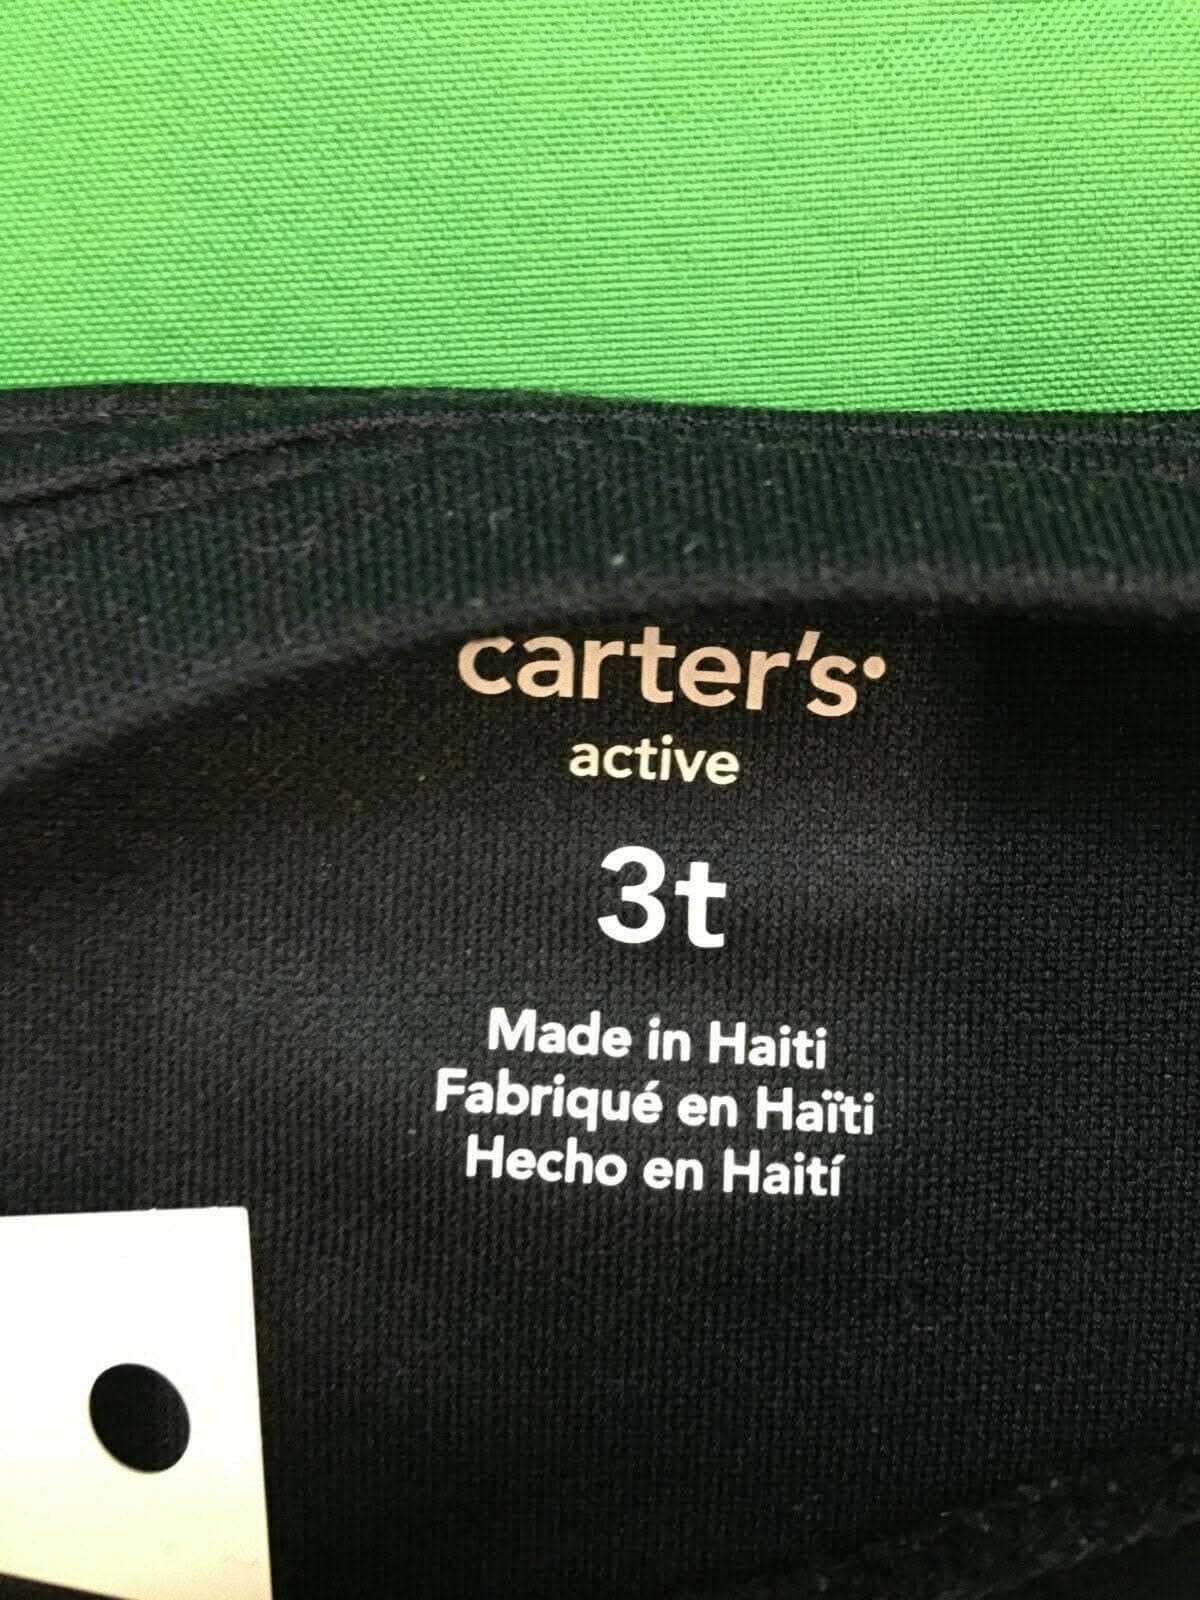 carter's
active
3t
Made in Haiti
Fabriqué en Haïti
Hecho en Haití